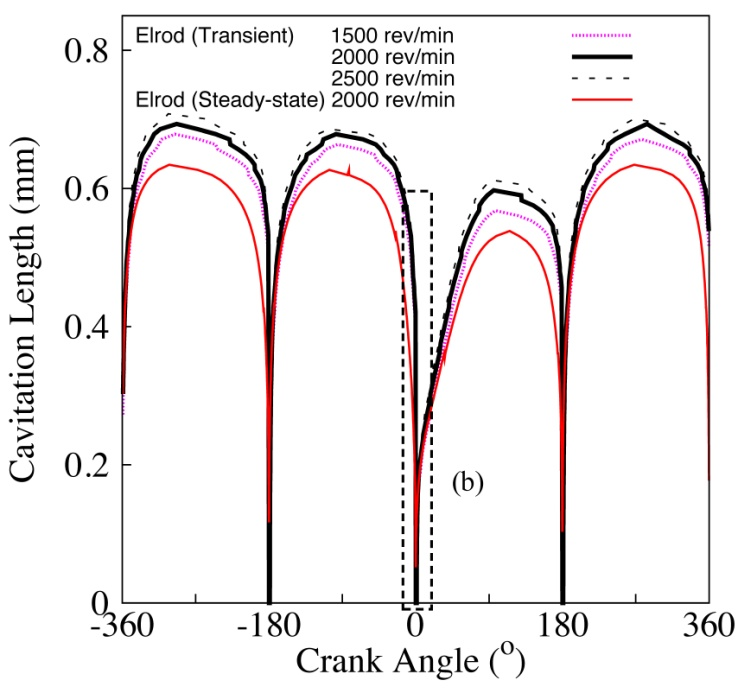 Elrod (Transient) 1500 rev/min
2000 rev/min
2500 rev/min
Elrod (Steady-state) 2000 rev/min
0.8
0.6
0.4
0.2
0
Cavitation Length (mm)
(b)
-360 -180 0 180 360
Crank Angle (o)